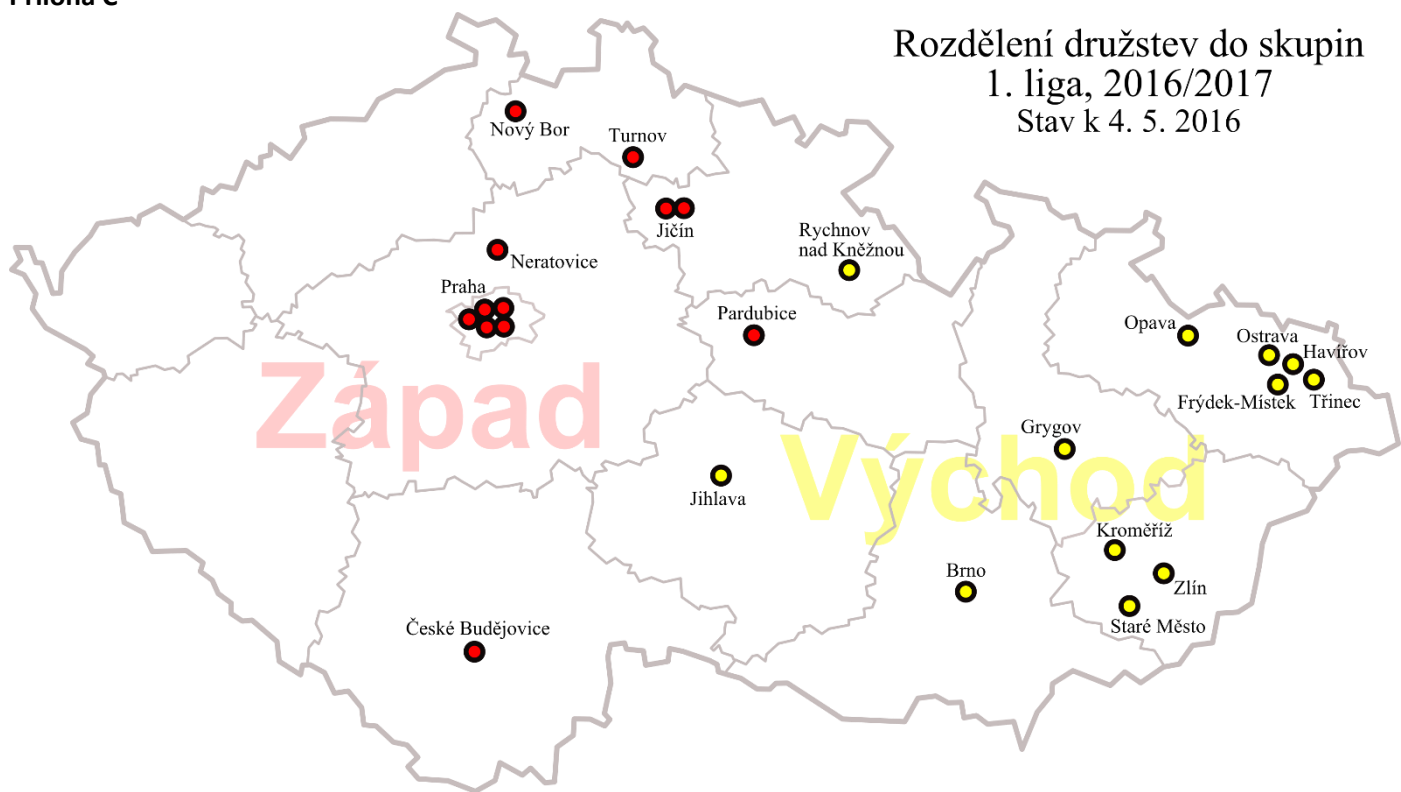 Rozdělení družstev do skupin
1. liga, 2016/2017
Stav k 4. 5. 2016
Nový Bor
Turnov
Jičín
Rychnov
nad Kněžnou
Neratovice
Praha
Pardubice
Opava
Ostrava
Havířov
Frýdek-Místek
Třinec
Západ
Východ
Grygov
Jihlava
Kroměříž
Brno
Zlín
Staré Město
České Budějovice